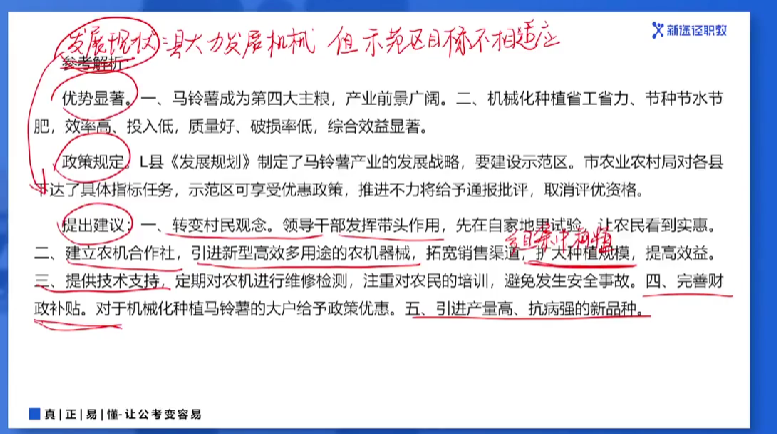 新途径职教
发展现状：县大力发展机械 但示范区目标不相适应
参考解析：
优势显著。一、马铃薯成为第四大主粮，产业前景广阔。二、机械化种植省工省力、节种节水节
肥，效率高、投入低，质量好、破损率低，综合效益显著。
政策规定。L县《发展规划》制定了马铃薯产业的发展战略，要建设示范区。市农业农村局对各县
下达了具体指标任务，示范区可享受优惠政策，推进不力将给予通报批评，取消评优资格。
提出建议：一、转变村民观念。领导干部发挥带头作用，先在自家地里试验，让农民看到实惠。
集中种植
二、建立农机合作社，引进新型高效多用途的农机器械，拓宽销售渠道，扩大种植规模，提高效益。
三、提供技术支持，定期对农机进行维修检测，注重对农民的培训，避免发生安全事故。四、完善财
政补贴。对于机械化种植马铃薯的大户给予政策优惠。五、引进产量高、抗病强的新品种。
真|正|易|懂-让公考变容易